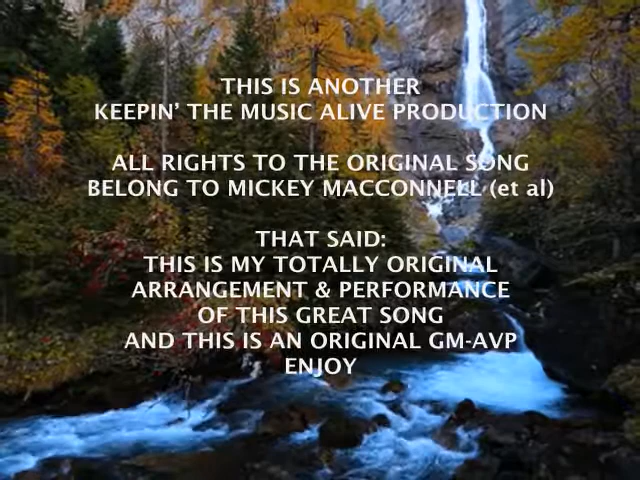 THIS IS ANOTHER
KEEPIN’ THE MUSIC ALIVE PRODUCTION
ALL RIGHTS TO THE ORIGINAL SONG
BELONG TO MICKEY MACCONNELL (et al)
THAT SAID:
THIS IS MY TOTALLY ORIGINAL
ARRANGEMENT & PERFORMANCE
OF THIS GREAT SONG
AND THIS IS AN ORIGINAL GM-AVP
ENJOY